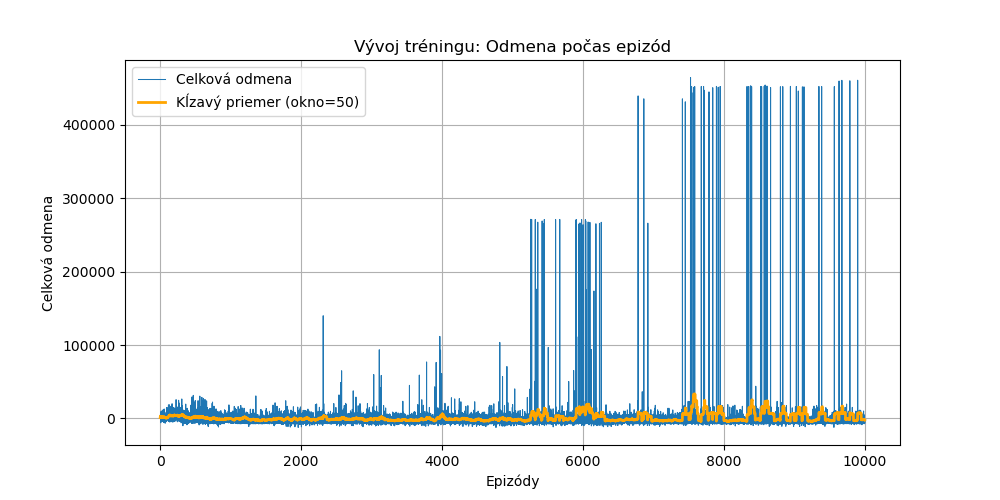 Vývoj tréningu: Odmena počas epizód
Celková odmena
Kĺzavý priemer (okno=50)
400000
300000
200000
100000
0
Celková odmena
0
2000
4000
6000
8000
10000
Epizódy